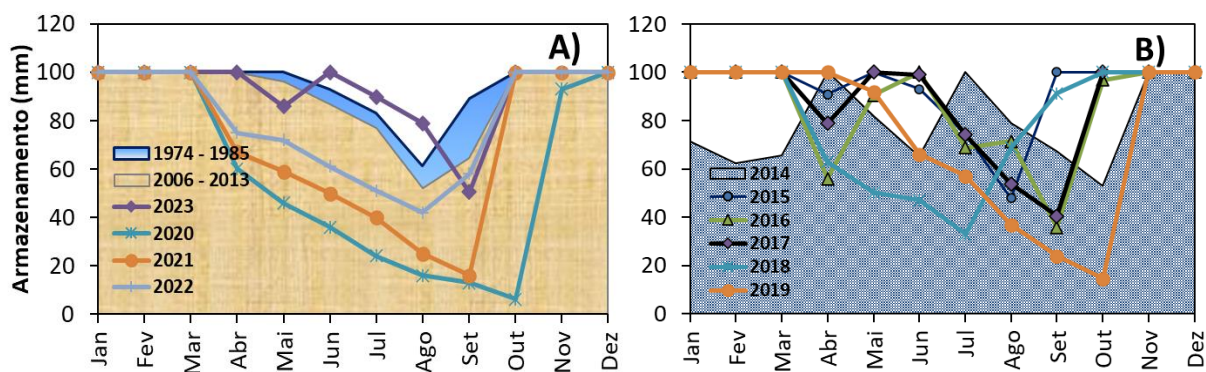 Armazenamento (mm)
120
100
80
60
40
20
0
A)
1974 - 1985
2006 - 2013
2023
2020
2021
2022
Jan
Fev
Mar
Abr
Mai
Jun
Jul
Ago
Set
Out
Nov
Dez
120
100
80
60
40
20
0
B)
2014
2015
2016
2017
2018
2019
Jan
Fev
Mar
Abr
Mai
Jun
Jul
Ago
Set
Out
Nov
Dez